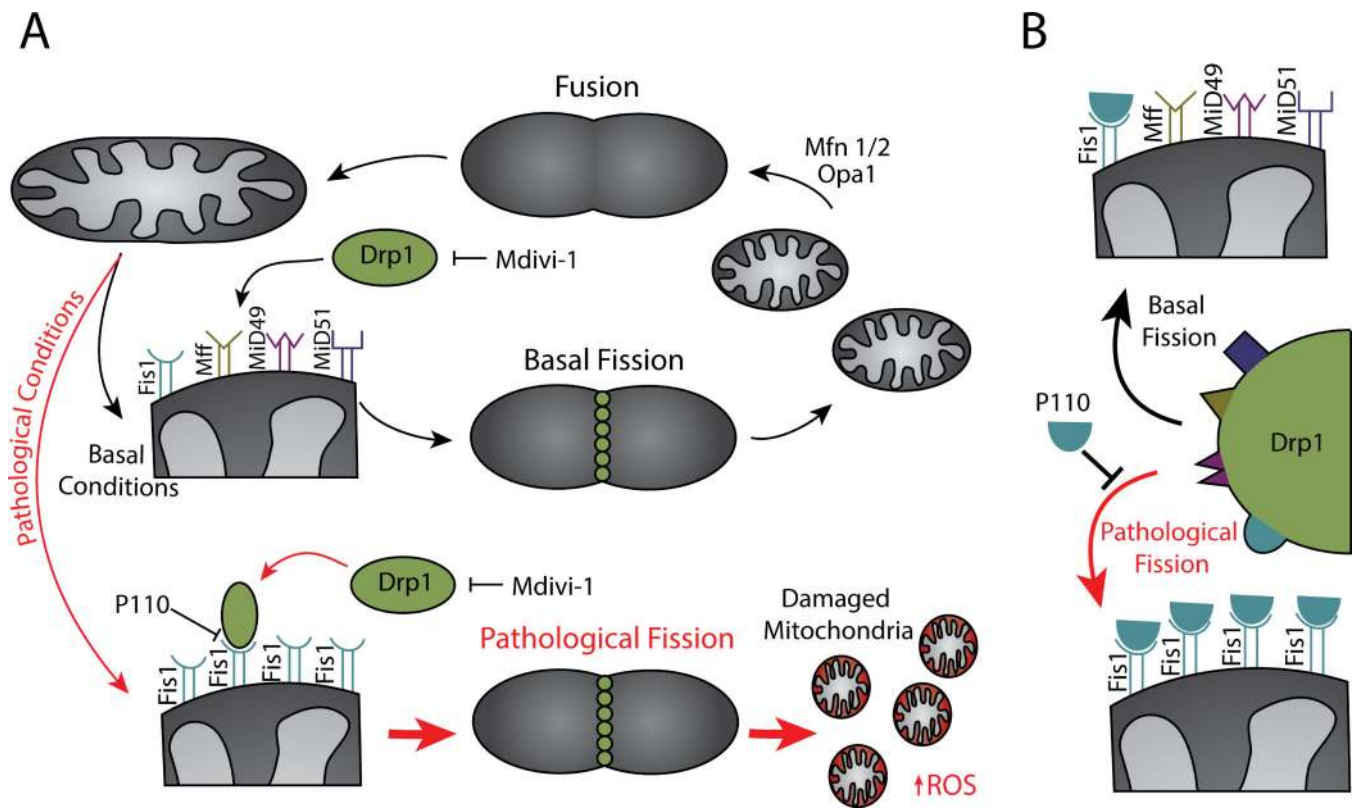 A
Fusion
Mfn 1/2
Opa1
Drp1
Mdivi-1
Pathological Conditions
Fis1
Mff
MiD49
MiD51
Basal
Conditions
Basal Fission
P110
Drp1
Mdivi-1
Fis1
Fis1
Fis1
Fis1
Pathological Fission
Damaged
Mitochondria
↑ROS
B
Fis1
Mff
MiD49
MiD51
Basal
Fission
P110
Drp1
Pathological
Fission
Fis1
Fis1
Fis1
Fis1